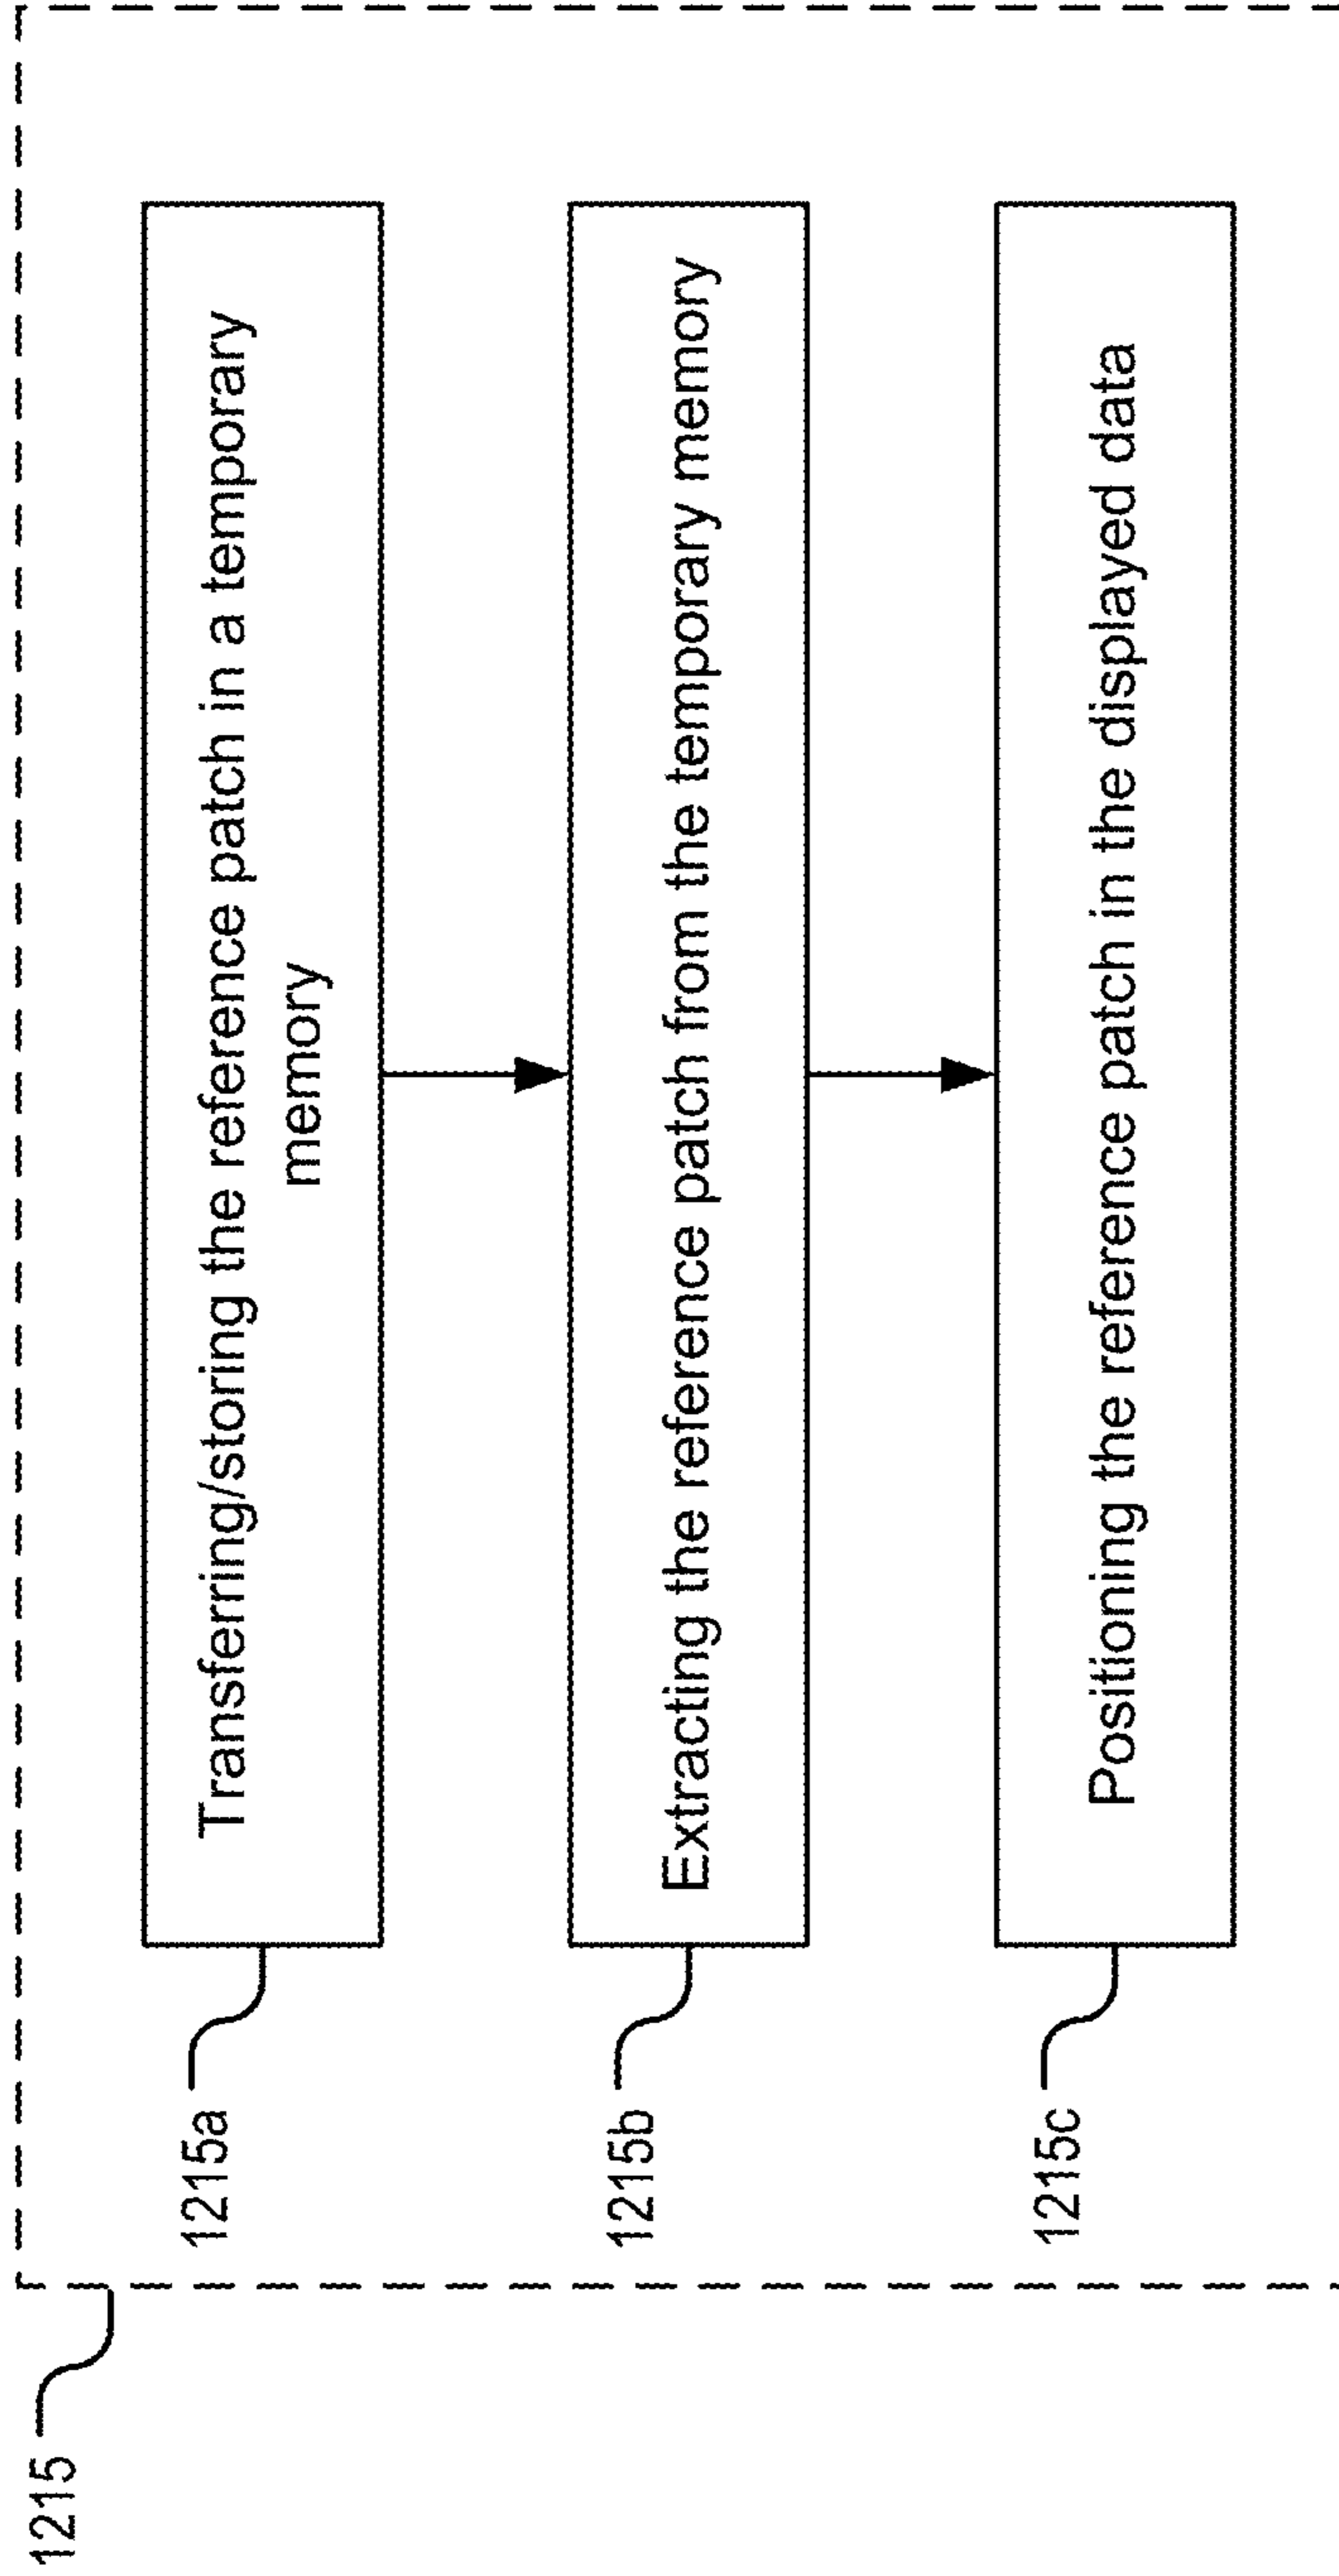 1215
1215a
Transferring/storing the reference patch in a temporary
memory
1215b
Extracting the reference patch from the temporary memory
1215c
Positioning the reference patch in the displayed data